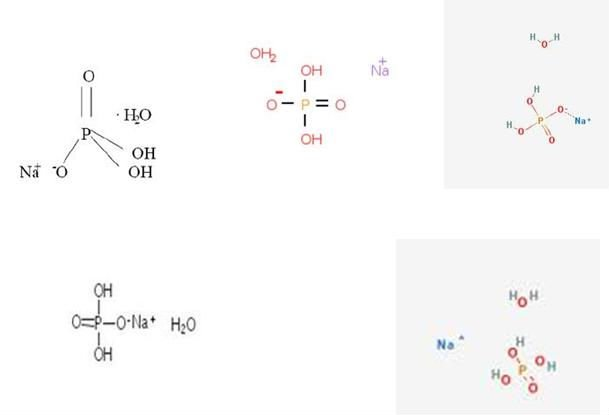 O
P
· H₂O
OH
OH
Na⁺ ⁻O
OH₂
OH
Na⁺
O⁻ P O
OH
H H
O
H
O O⁻ Na⁺
P
H O
O
OH
O=P–O⁻Na⁺ H₂O
OH
H O H
Na⁺
H
O O H
P
H O
O